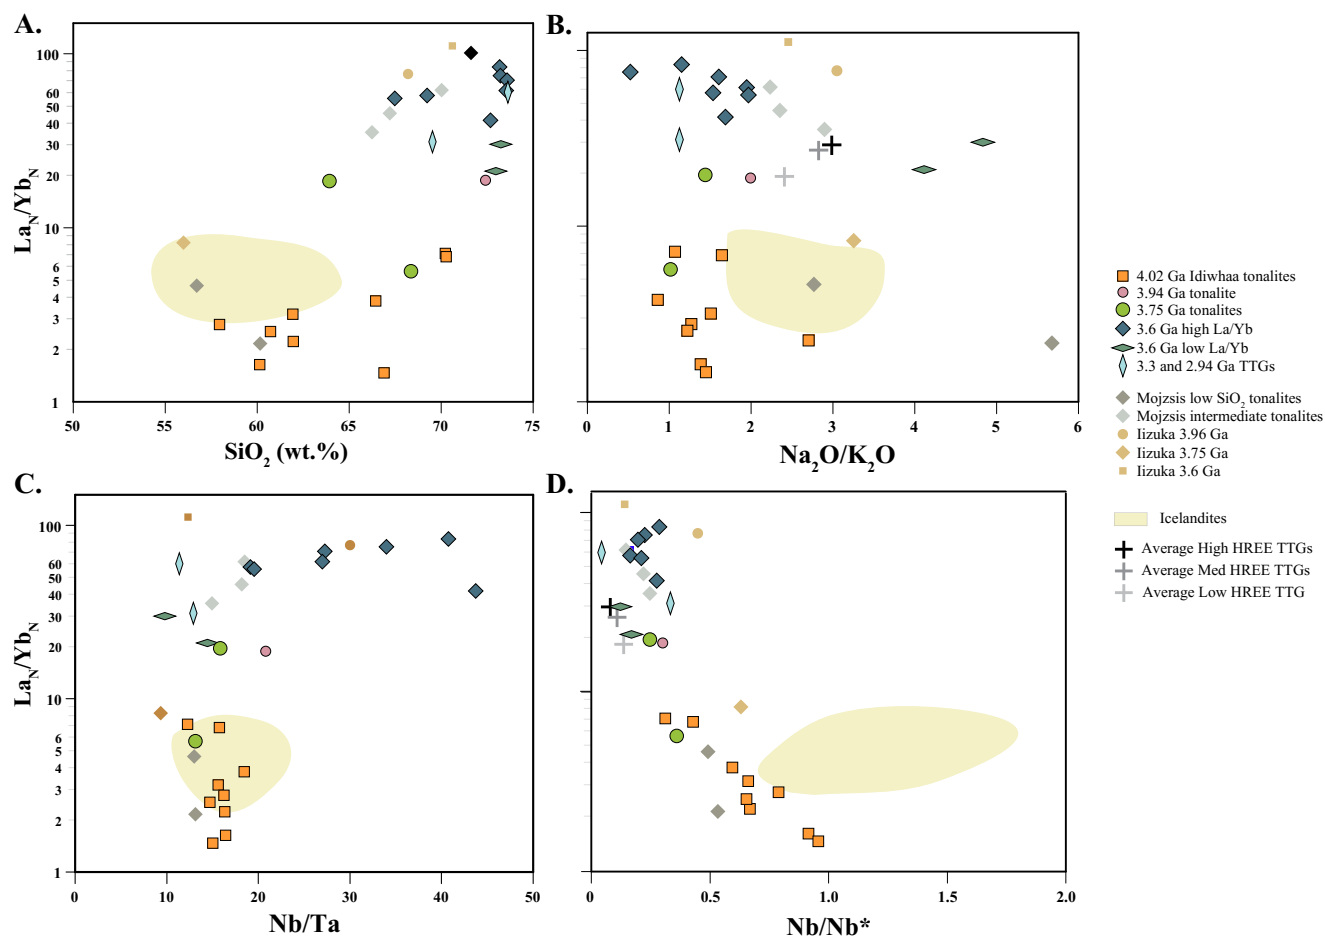 A.
La_N/Yb_N
100
60
50
40
30
20
10
6
5
4
3
2
1
50
55
60
65
70
75
SiO₂ (wt.%)
B.
0
1
2
3
4
5
6
Na₂O/K₂O
C.
La_N/Yb_N
100
60
50
40
30
20
10
6
5
4
3
2
1
0
10
20
30
40
50
Nb/Ta
D.
0
0.5
1.0
1.5
2.0
Nb/Nb*
4.02 Ga Idiwhaa tonalites
3.94 Ga tonalite
3.75 Ga tonalites
3.6 Ga high La/Yb
3.6 Ga low La/Yb
3.3 and 2.94 Ga TTGs
Mojzsis low SiO₂ tonalites
Mojzsis intermediate tonalites
Iizuka 3.96 Ga
Iizuka 3.75 Ga
Iizuka 3.6 Ga
Icelandites
Average High HREE TTGs
Average Med HREE TTGs
Average Low HREE TTG